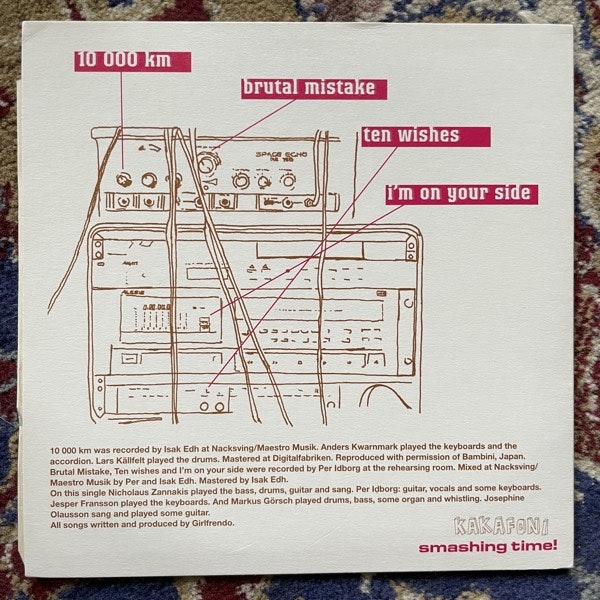 10 000 km
brutal mistake
ten wishes
i'm on your side
SPACE ECHO
ALESIS
10 000 km was recorded by Isak Edh at Nacksving/Maestro Musik. Anders Kwarnmark played the keyboards and the
accordion. Lars Källfelt played the drums. Mastered at Digitalfabriken. Reproduced with permission of Bambini, Japan.
Brutal Mistake, Ten wishes and I'm on your side were recorded by Per Idborg at the rehearsing room. Mixed at Nacksving/
Maestro Musik by Per and Isak Edh. Mastered by Isak Edh.
On this single Nicholaus Zannakis played the bass, drums, guitar and sang. Per Idborg: guitar, vocals and some keyboards.
Jesper Fransson played the keyboards. And Markus Görsch played drums, bass, some organ and whistling. Josephine
Olausson sang and played some guitar.
All songs written and produced by Girlfrendo.
KAKAFONI
smashing time!